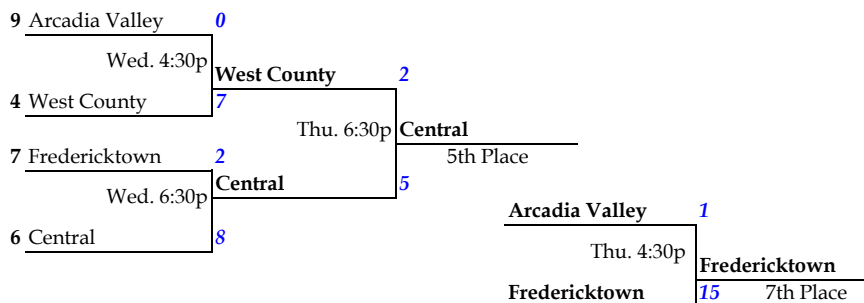 9 Arcadia Valley 0
Wed. 4:30p
West County 2
4 West County 7
Thu. 6:30p Central
7 Fredericktown 2
5th Place
Central 5
Wed. 6:30p
Arcadia Valley 1
6 Central 8
Thu. 4:30p
Fredericktown
Fredericktown 15 7th Place